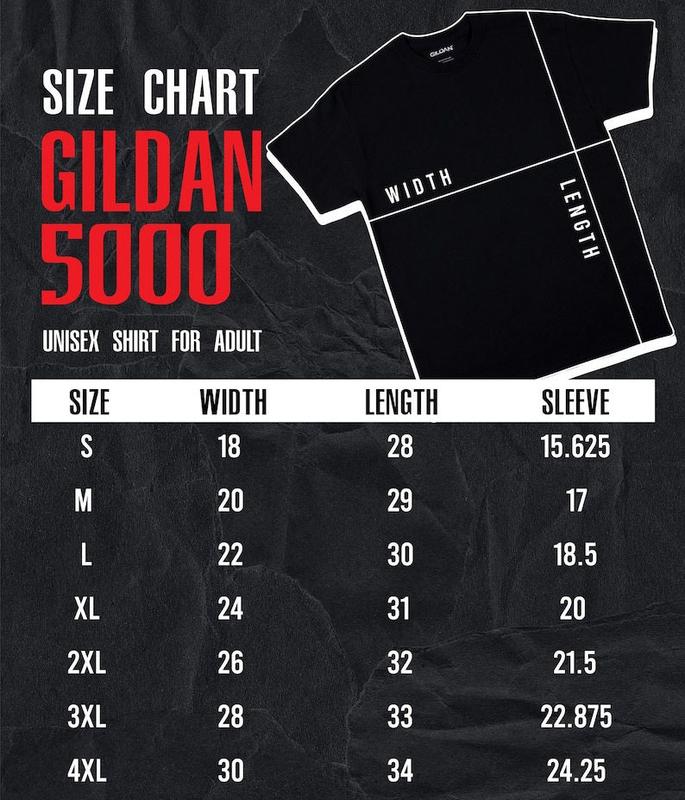 SIZE CHART
GILDAN
5000
UNISEX SHIRT FOR ADULT
GILDAN
WIDTH
LENGTH
SIZE WIDTH LENGTH SLEEVE
S 18 28 15.625
M 20 29 17
L 22 30 18.5
XL 24 31 20
2XL 26 32 21.5
3XL 28 33 22.875
4XL 30 34 24.25